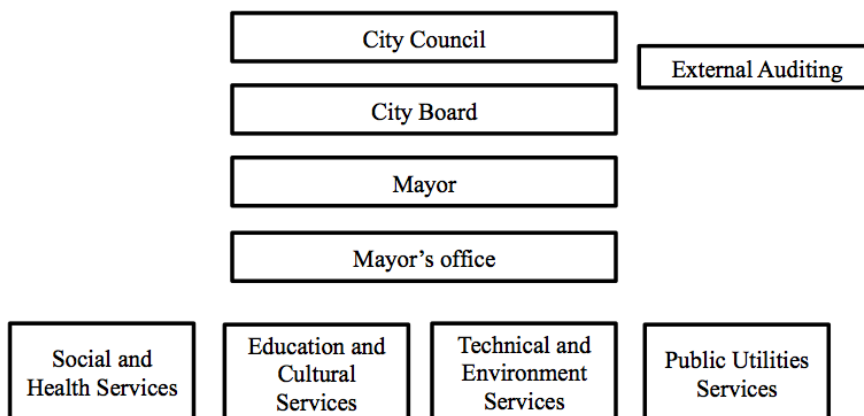 City Council
External Auditing
City Board
Mayor
Mayor's office
Social and
Health Services
Education and
Cultural
Services
Technical and
Environment
Services
Public Utilities
Services